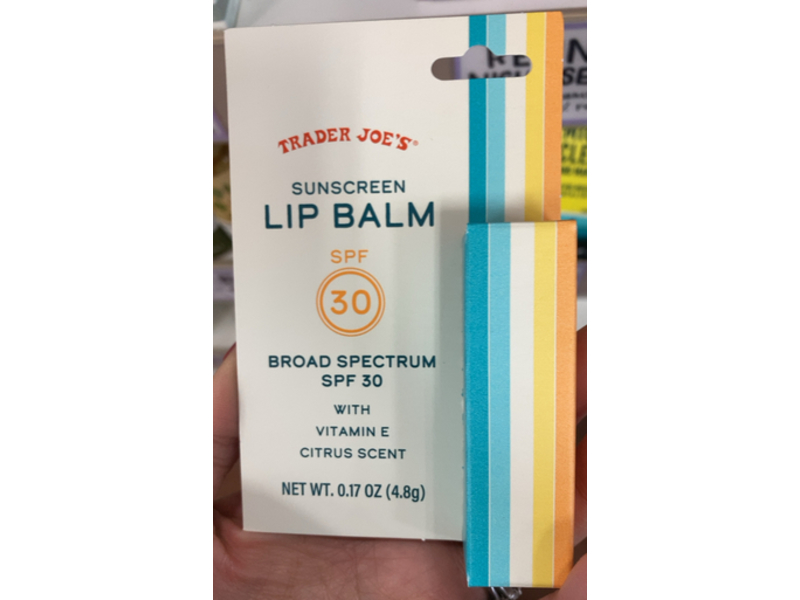 TRADER JOE'S®
SUNSCREEN
LIP BALM
SPF
30
BROAD SPECTRUM
SPF 30
WITH
VITAMIN E
CITRUS SCENT
NET WT. 0.17 OZ (4.8g)